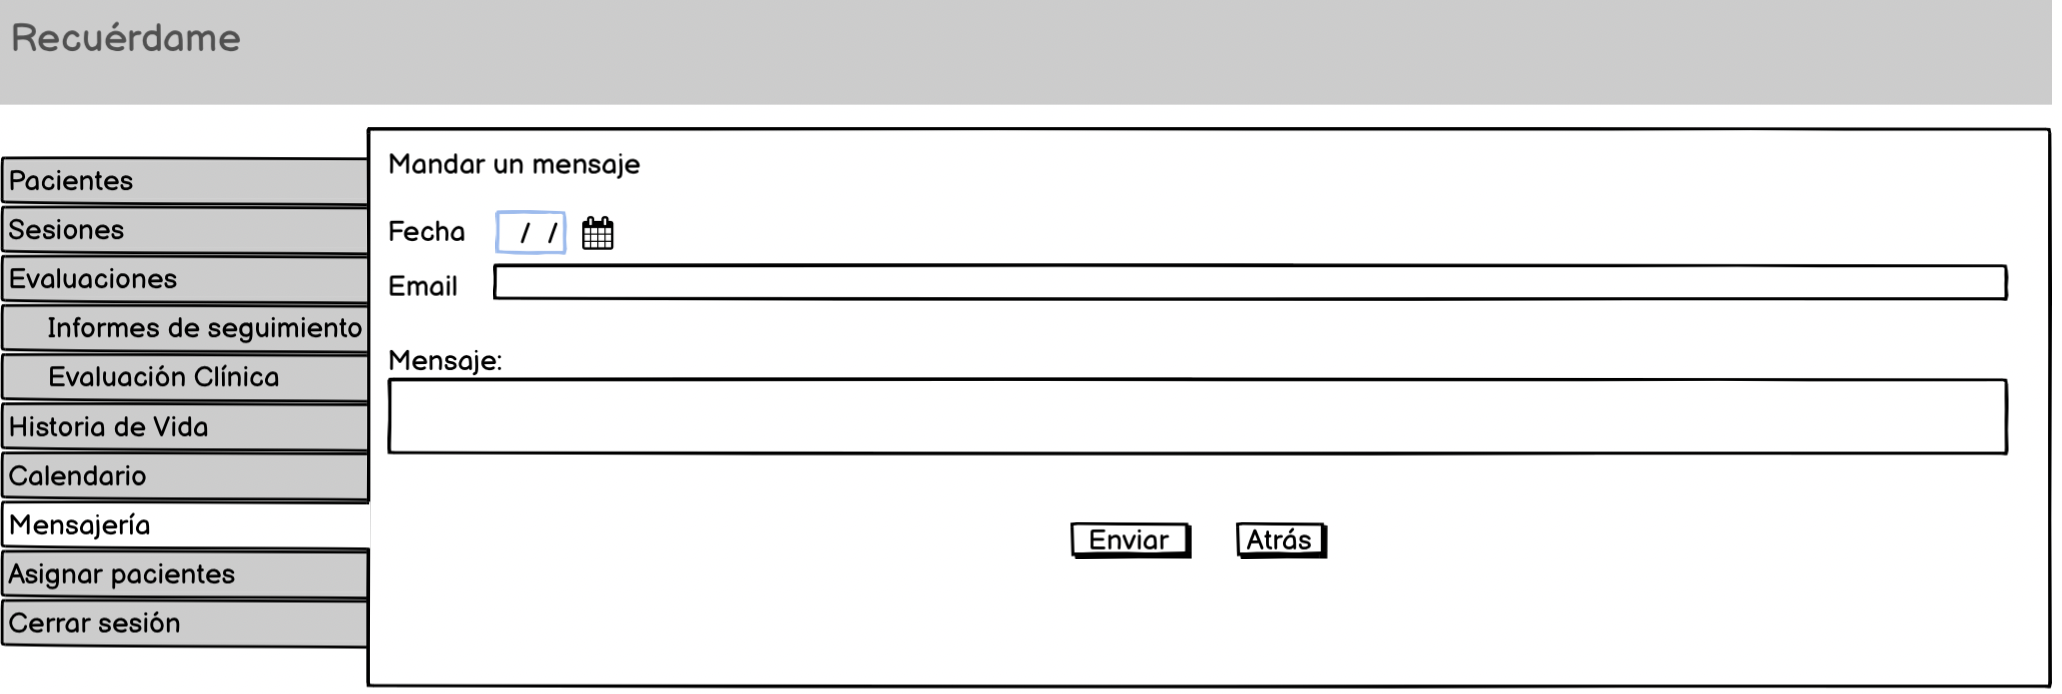 Recuérdame
Pacientes
Sesiones
Evaluaciones
Informes de seguimiento
Evaluación Clínica
Historia de Vida
Calendario
Mensajería
Asignar pacientes
Cerrar sesión
Mandar un mensaje
Fecha / /
Email
Mensaje:
Enviar Atrás